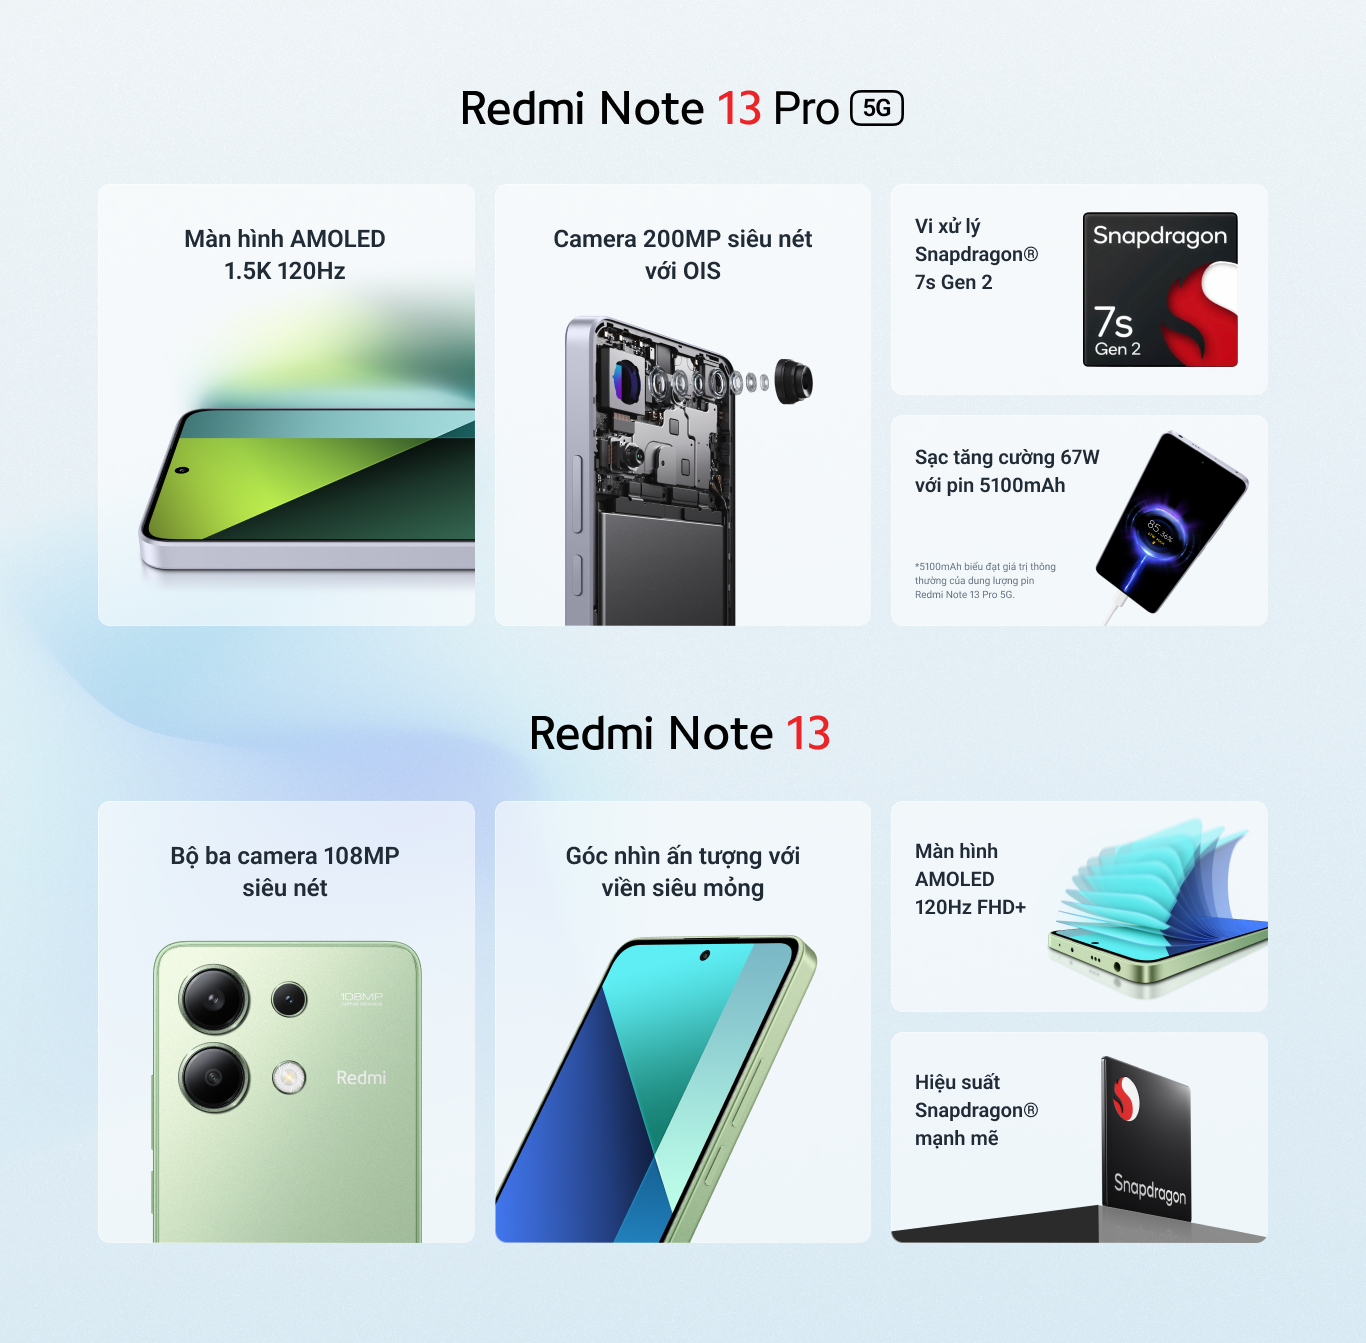 Redmi Note 13 Pro 5G
Màn hình AMOLED
1.5K 120Hz
Camera 200MP siêu nét
với OIS
Vi xử lý
Snapdragon®
7s Gen 2
Snapdragon
7s
Gen 2
Sạc tăng cường 67W
với pin 5100mAh
85.36%
*5100mAh biểu đạt giá trị thông
thường của dung lượng pin
Redmi Note 13 Pro 5G.
Redmi Note 13
Bộ ba camera 108MP
siêu nét
108MP
Redmi
Góc nhìn ấn tượng với
viền siêu mỏng
Màn hình
AMOLED
120Hz FHD+
Hiệu suất
Snapdragon®
mạnh mẽ
Snapdragon